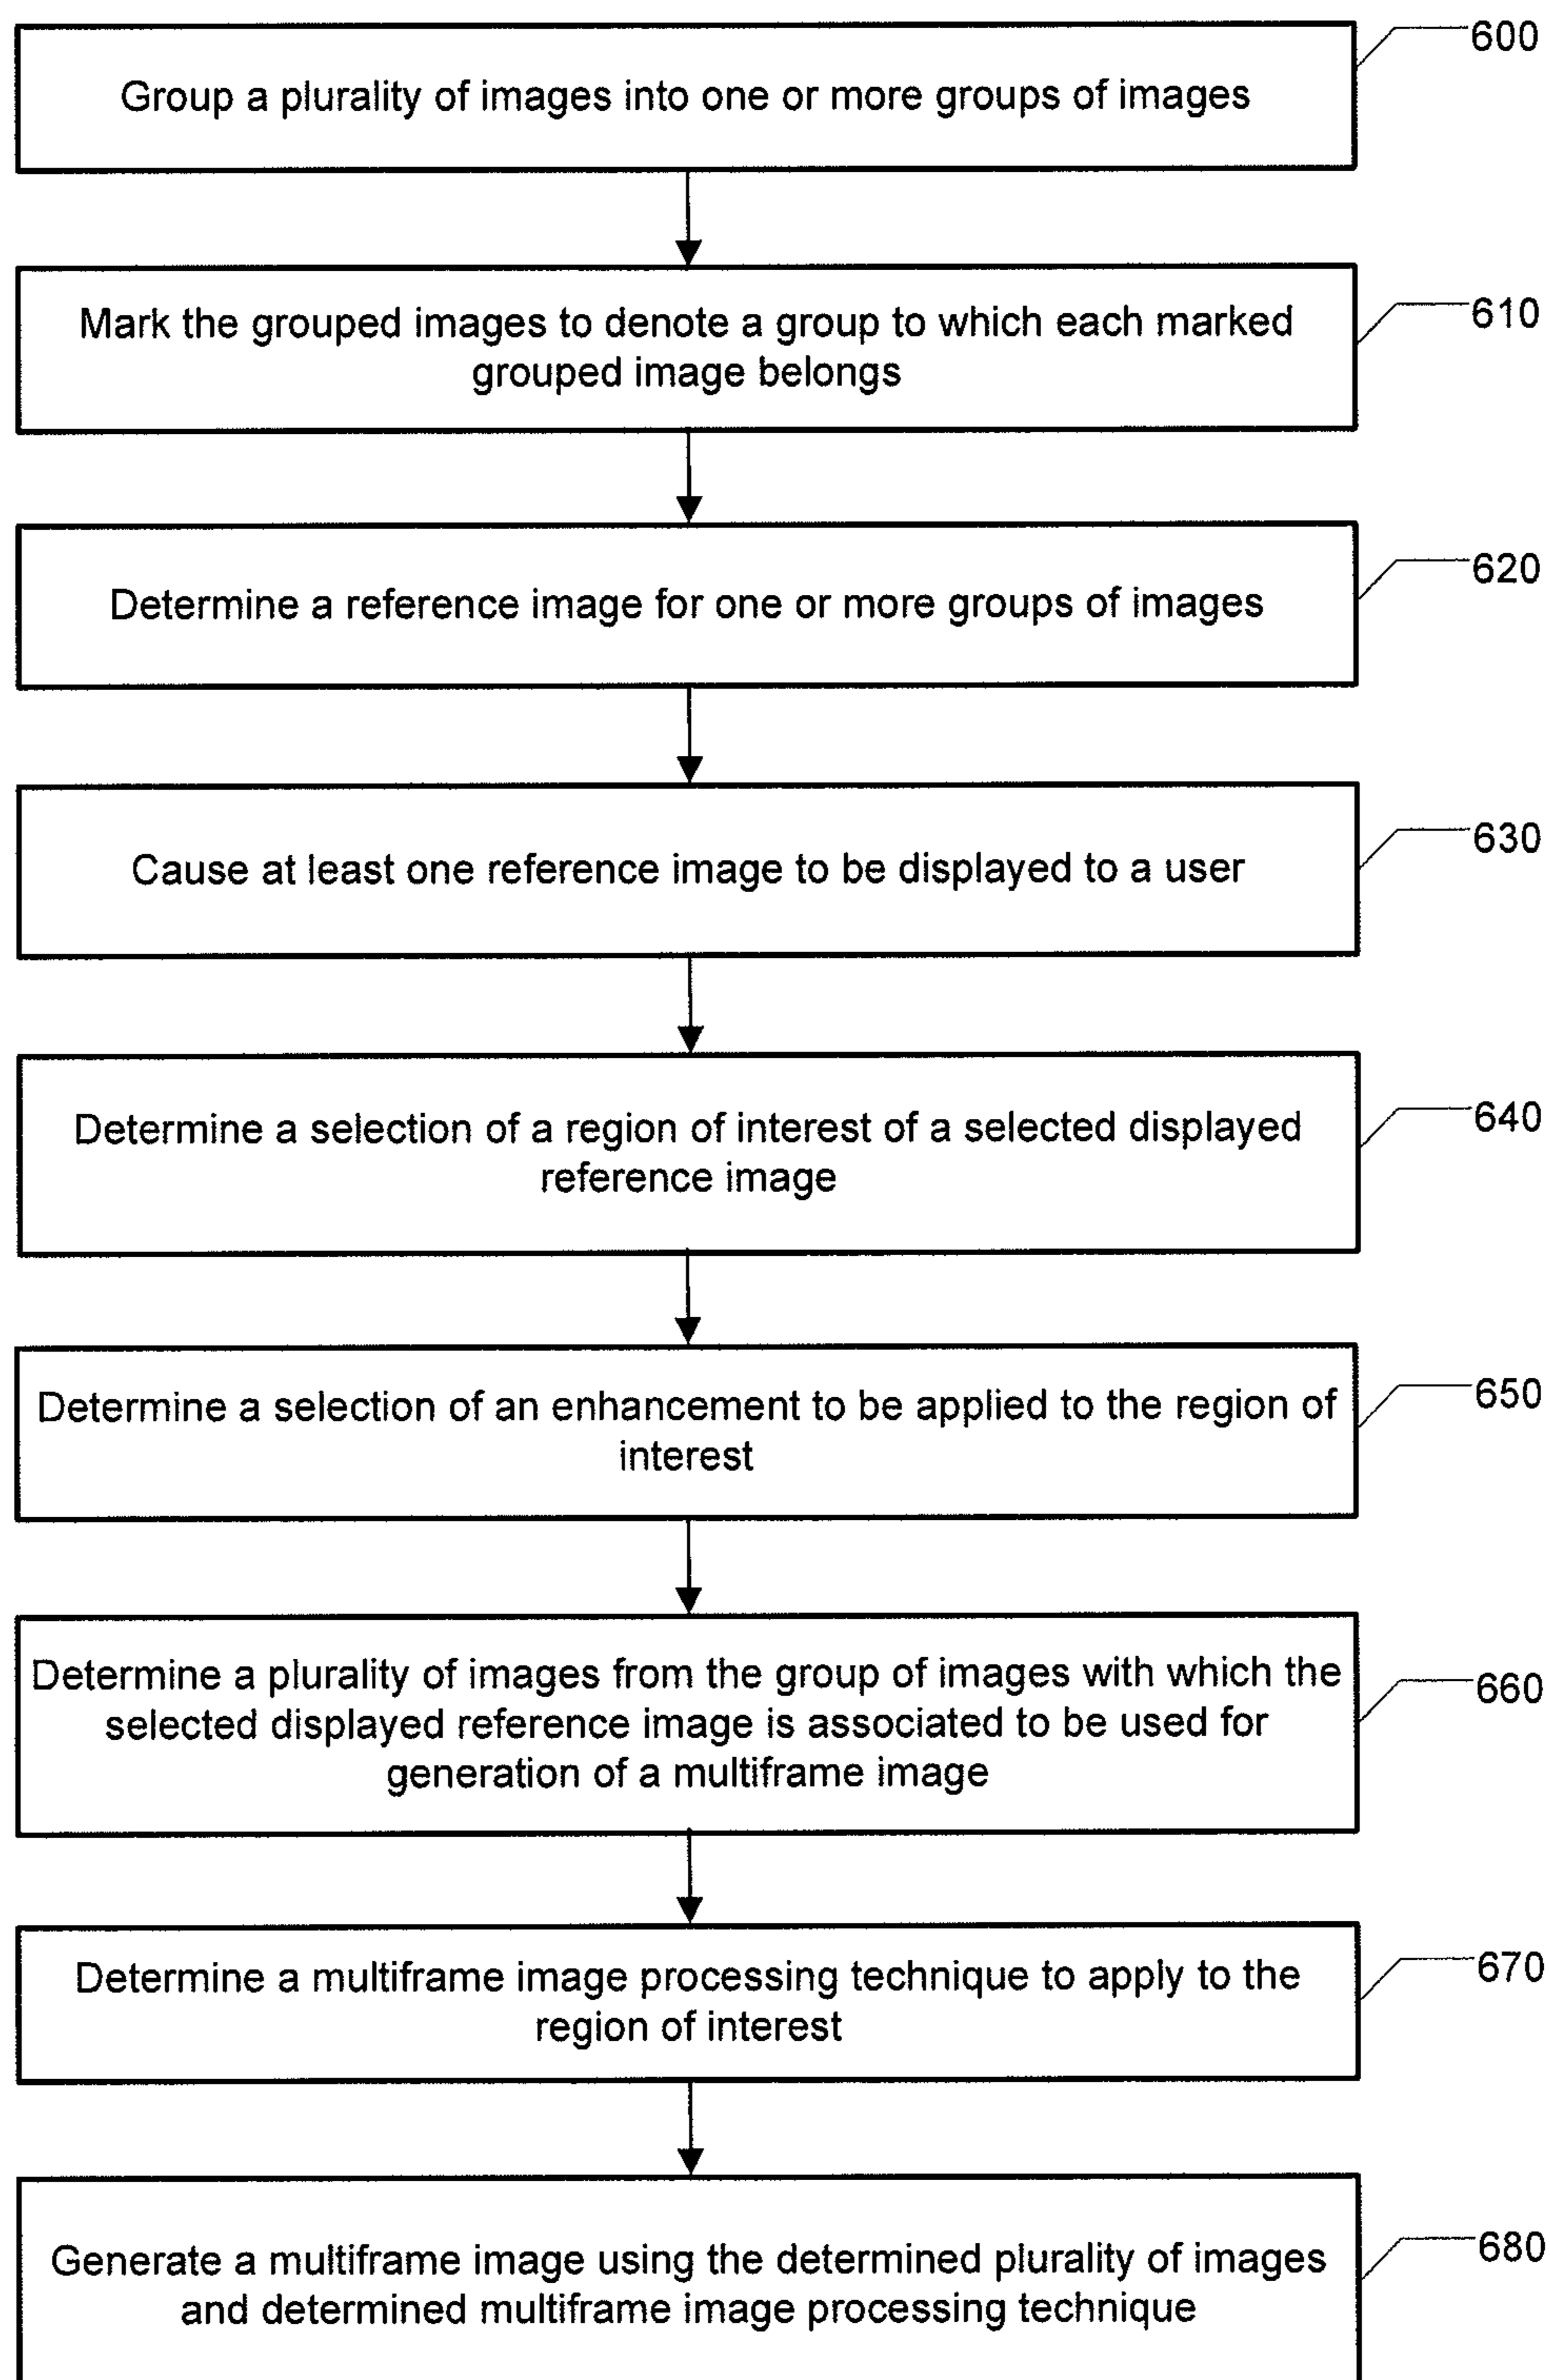 600
Group a plurality of images into one or more groups of images
610
Mark the grouped images to denote a group to which each marked
grouped image belongs
620
Determine a reference image for one or more groups of images
630
Cause at least one reference image to be displayed to a user
640
Determine a selection of a region of interest of a selected displayed
reference image
650
Determine a selection of an enhancement to be applied to the region of
interest
660
Determine a plurality of images from the group of images with which the
selected displayed reference image is associated to be used for
generation of a multiframe image
670
Determine a multiframe image processing technique to apply to the
region of interest
680
Generate a multiframe image using the determined plurality of images
and determined multiframe image processing technique